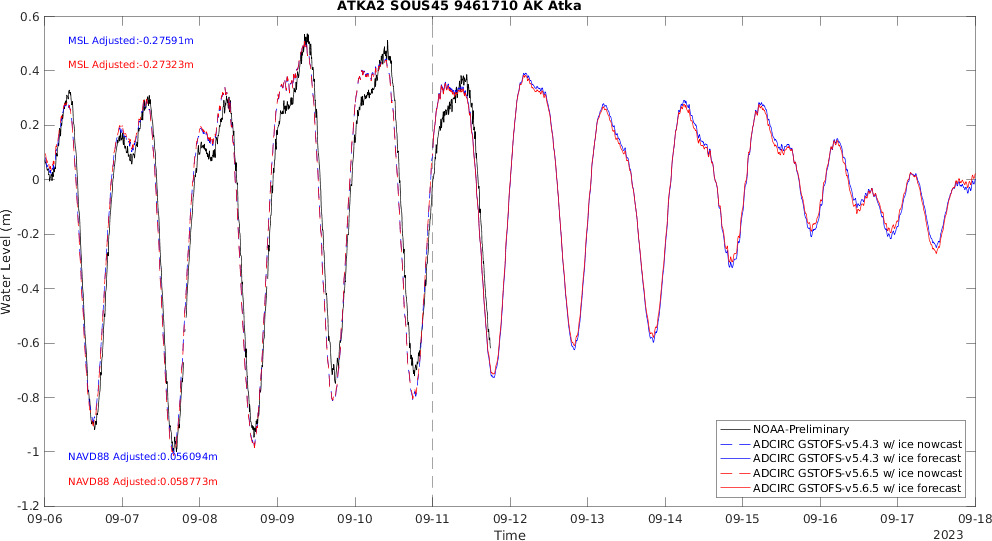 ATKA2 SOUS45 9461710 AK Atka
0.6
0.4
0.2
0
-0.2
-0.4
-0.6
-0.8
-1
-1.2
Water Level (m)
MSL Adjusted:-0.27591m
MSL Adjusted:-0.27323m
NAVD88 Adjusted:0.056094m
NAVD88 Adjusted:0.058773m
NOAA-Preliminary
ADCIRC GSTOFS-v5.4.3 w/ ice nowcast
ADCIRC GSTOFS-v5.4.3 w/ ice forecast
ADCIRC GSTOFS-v5.6.5 w/ ice nowcast
ADCIRC GSTOFS-v5.6.5 w/ ice forecast
09-06 09-07 09-08 09-09 09-10 09-11 09-12 09-13 09-14 09-15 09-16 09-17 09-18
Time
2023